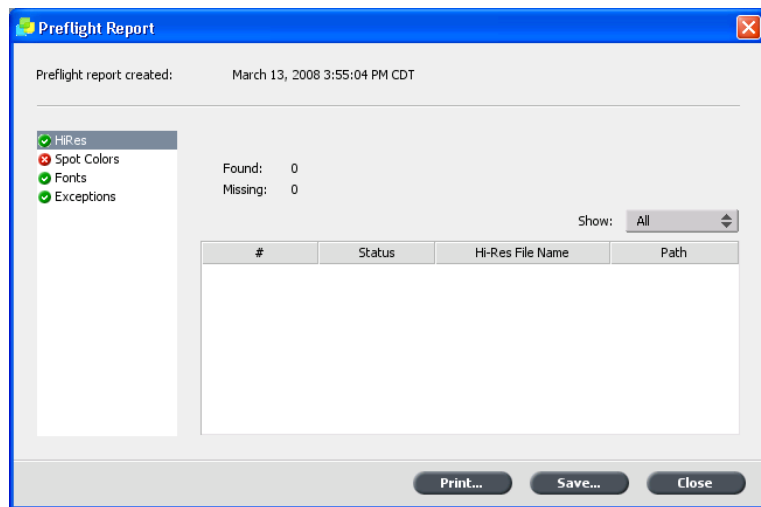 Preflight Report
Preflight report created: March 13, 2008 3:55:04 PM CDT
HiRes
Spot Colors
Fonts
Exceptions
Found: 0
Missing: 0
Show: All
# Status Hi-Res File Name Path
Print... Save... Close